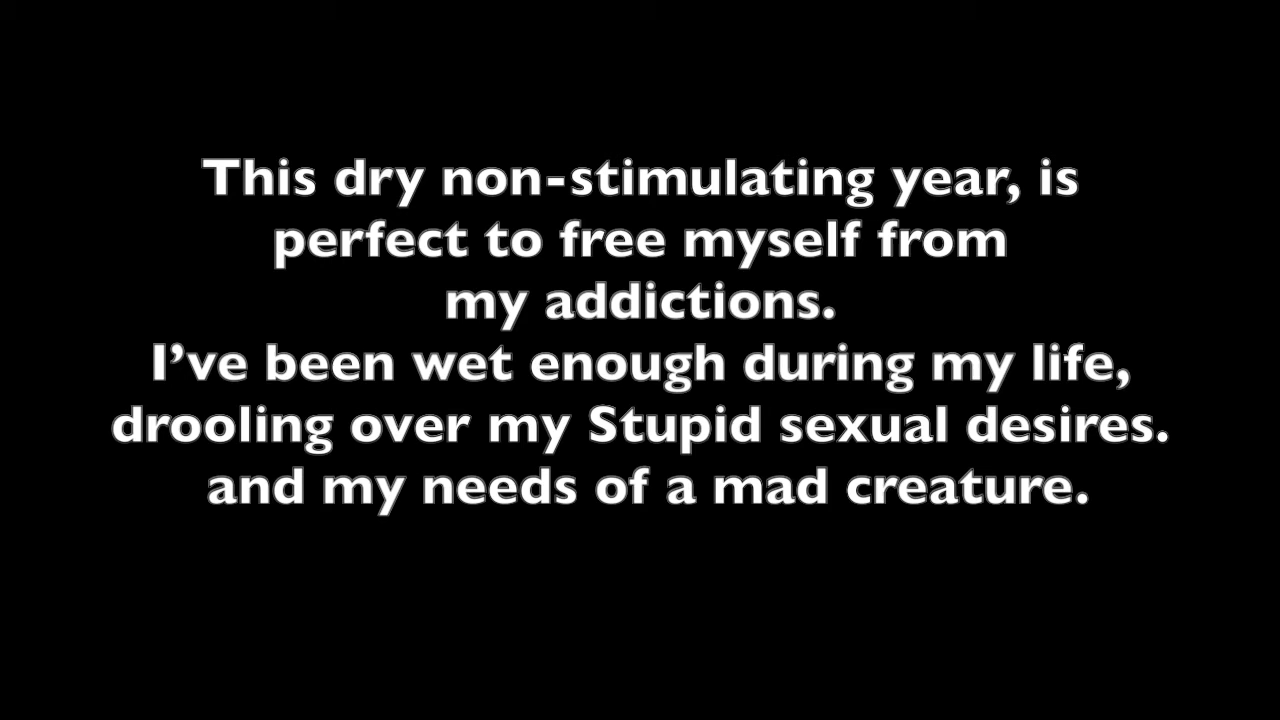 This dry non-stimulating year, is
perfect to free myself from
my addictions.
I’ve been wet enough during my life,
drooling over my Stupid sexual desires.
and my needs of a mad creature.